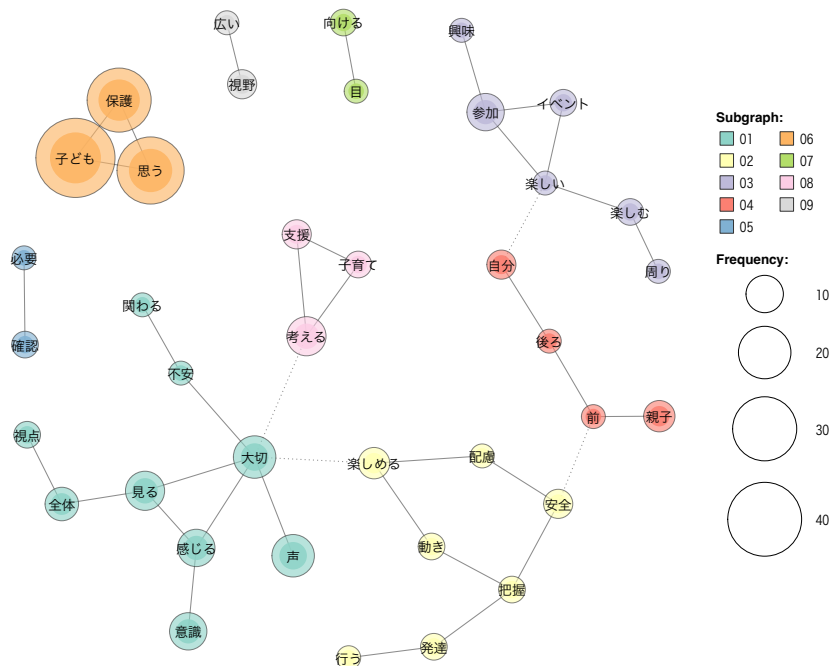 広い
向ける
興味
視野
目
保護
参加
イベント
子ども
思う
楽しい
楽しむ
支援
子育て
自分
周り
必要
関わる
確認
考える
後ろ
不安
前
親子
視点
大切
楽しめる
配慮
全体
見る
安全
感じる
声
動き
把握
意識
行う
発達
Subgraph:
01
06
02
07
03
08
04
09
05
Frequency:
10
20
30
40